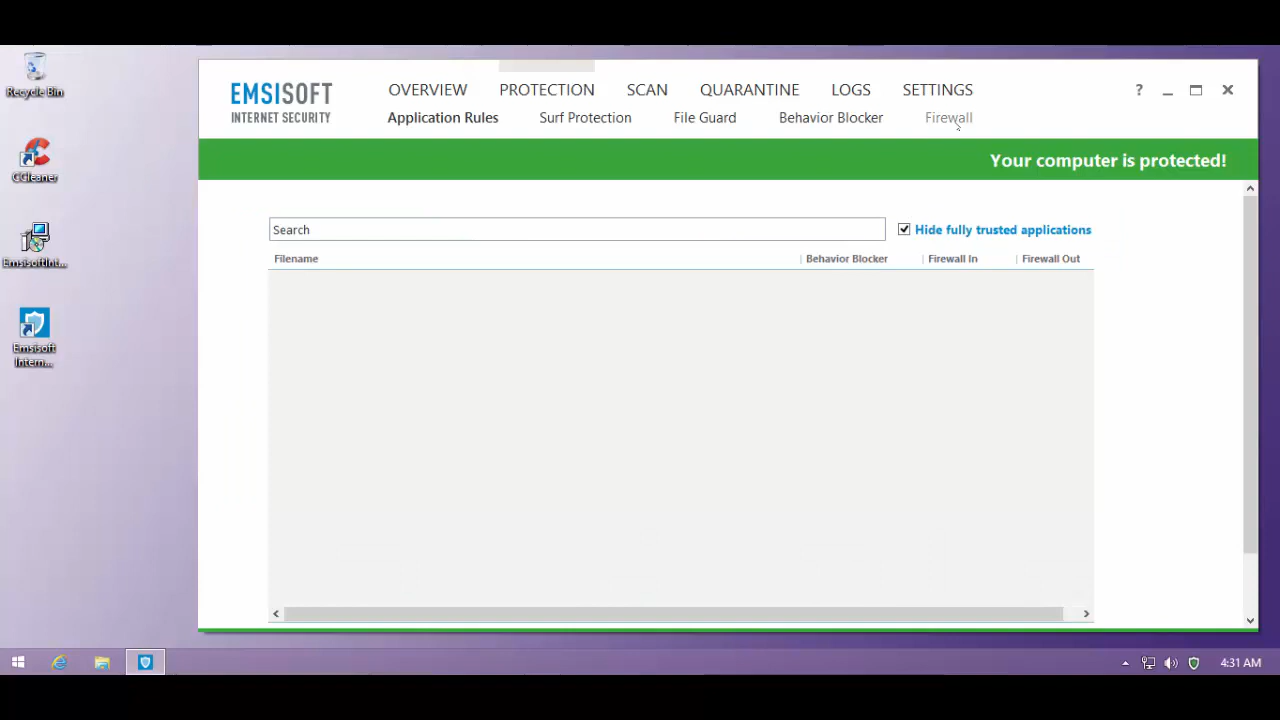 Recycle Bin
CCleaner
EmsisoftInt...
Emsisoft
Intern...
EMSISOFT
INTERNET SECURITY
OVERVIEW PROTECTION SCAN QUARANTINE LOGS SETTINGS ?
Application Rules Surf Protection File Guard Behavior Blocker Firewall
Your computer is protected!
Search Hide fully trusted applications
Filename Behavior Blocker Firewall In Firewall Out
4:31 AM